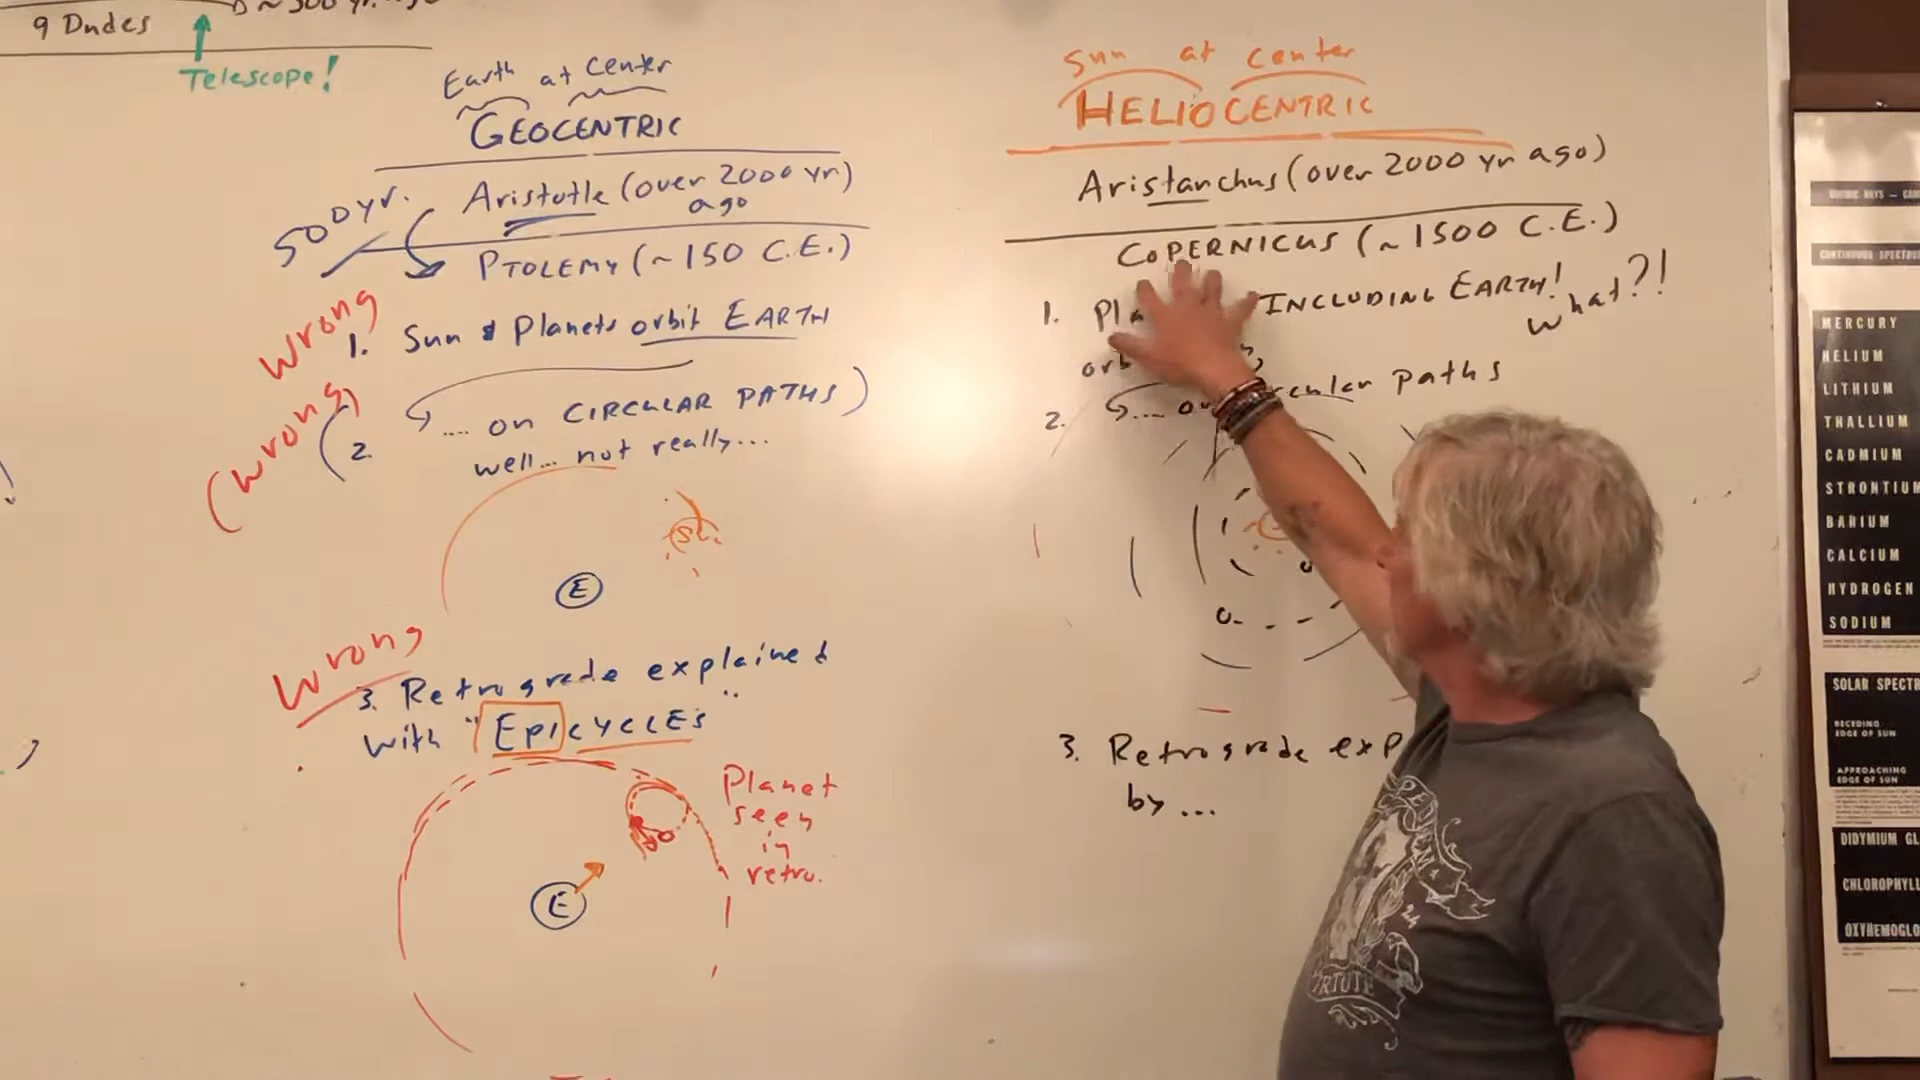 9 Dudes
Telescope!
Earth at Center
GEOCENTRIC
500 yr.
Aristotle (over 2000 yr)
ago
PTOLEMY (~ 150 C.E.)
Wrong
1. Sun & Planets orbit EARTH
(wrong)
(2. .... on CIRCULAR PATHS)
well... not really...
E
Wrong
3. Retrograde explained
with "EPICYCLES"
Planet
seen
in
retro.
E
Sun at center
HELIOCENTRIC
Aristarchus (over 2000 yr ago)
COPERNICUS (~ 1500 C.E.)
1. INCLUDING EARTH!
what?!
2. ... paths
3. Retrograde exp
by ...
MERCURY
HELIUM
LITHIUM
THALLIUM
CADMIUM
STRONTIUM
BARIUM
CALCIUM
HYDROGEN
SODIUM
SOLAR SPECTR
RECEDING
EDGE OF SUN
APPROACHING
EDGE OF SUN
DIDYMIUM GL
CHLOROPHYLL
OXYHEMOGLO